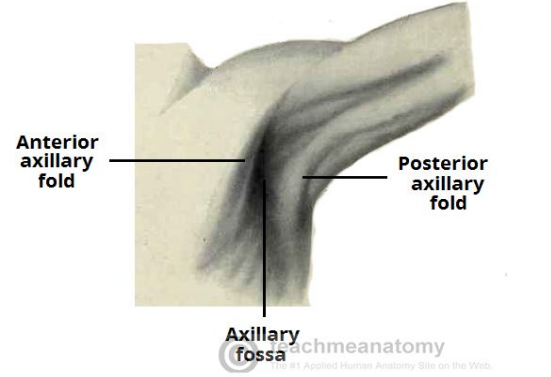 Anterior
axillary
fold
Posterior
axillary
fold
Axillary
fossa
teachmeanatomy
The #1 Applied Human Anatomy Site on the Web.